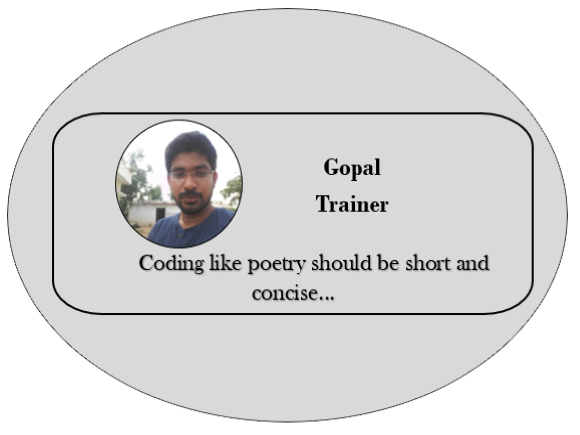 Gopal
Trainer
Coding like poetry should be short and
concise...